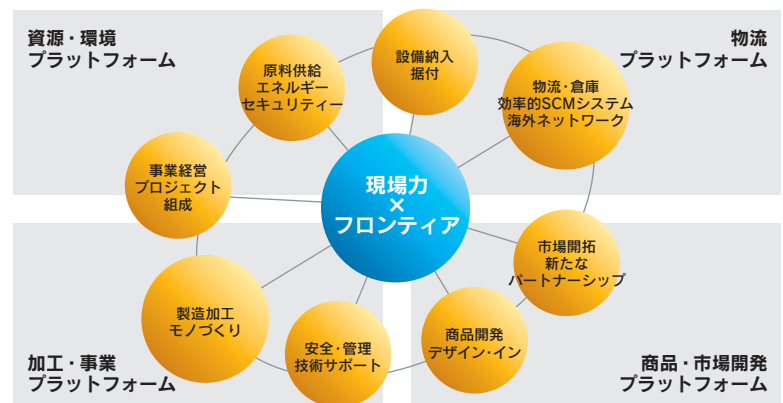 資源・環境
プラットフォーム
物流
プラットフォーム
設備納入
据付
原料供給
エネルギー
セキュリティー
物流・倉庫
効率的SCMシステム
海外ネットワーク
事業経営
プロジェクト
組成
現場力
×
フロンティア
市場開拓
新たな
パートナーシップ
製造加工
モノづくり
安全・管理
技術サポート
商品開発
デザイン・イン
加工・事業
プラットフォーム
商品・市場開発
プラットフォーム